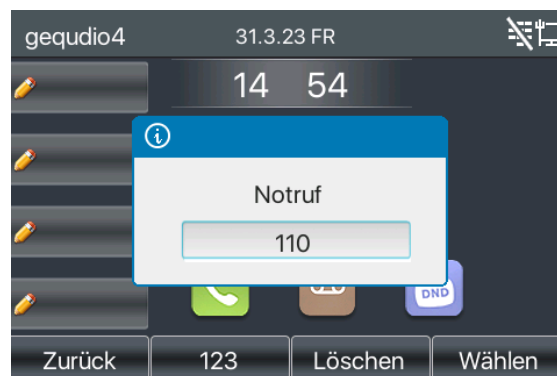 gequdio4 31.3.23 FR
14 54
Notruf
110
DND
Zurück 123 Löschen Wählen